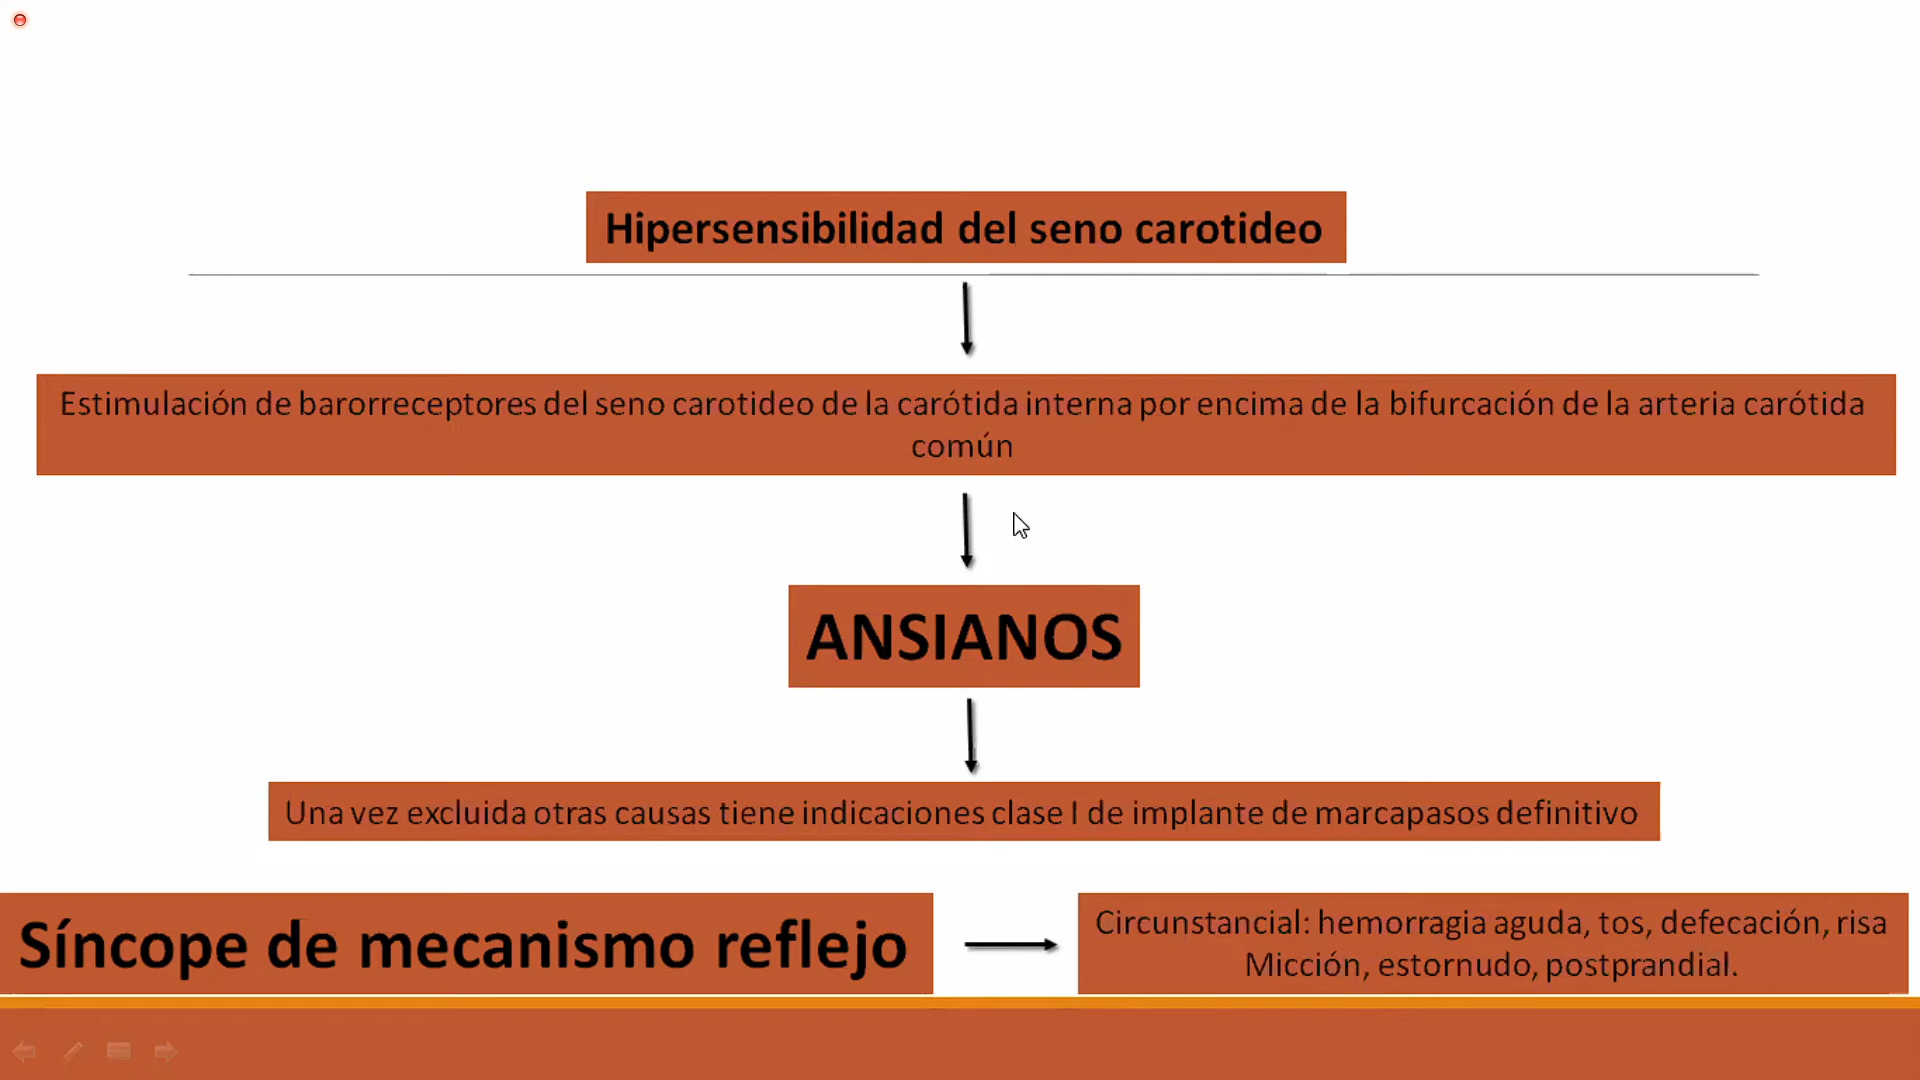 Hipersensibilidad del seno carotideo
Estimulación de barorreceptores del seno carotideo de la carótida interna por encima de la bifurcación de la arteria carótida
común
ANSIANOS
Una vez excluida otras causas tiene indicaciones clase I de implante de marcapasos definitivo
Síncope de mecanismo reflejo
Circunstancial: hemorragia aguda, tos, defecación, risa
Micción, estornudo, postprandial.